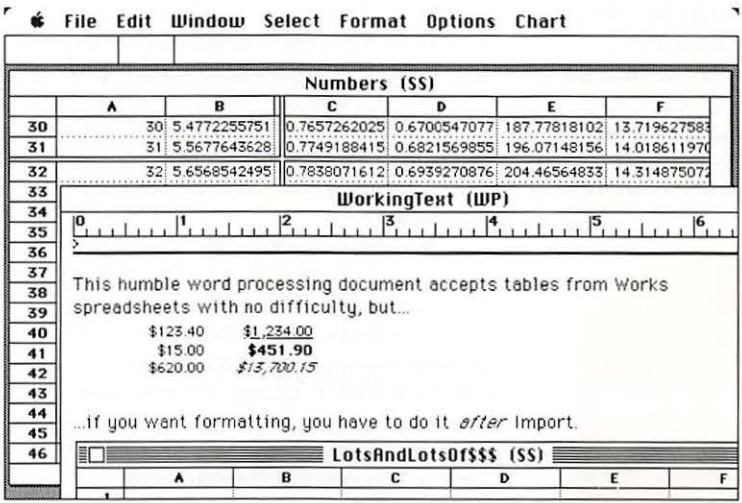 File Edit Window Select Format Options Chart
Numbers (SS)
A B C D E F
30 30 5.4772255751 0.7657262025 0.6700547077 187.77818102 13.719627583
31 31 5.5677643628 0.7749188415 0.6821569855 196.07148156 14.018611970
32 32 5.6568542495 0.7838071612 0.6939270876 204.46564833 14.314875072
33
34
35
36
37
38
39
40
41
42
43
44
45
46
WorkingText (WP)
0 1 2 3 4 5 6
This humble word processing document accepts tables from Works
spreadsheets with no difficulty, but...
$123.40 $1,234.00
$15.00 $451.90
$620.00 $13,700.15
...if you want formatting, you have to do it after Import.
LotsAndLotsOf$$$ (SS)
A B C D E F
1